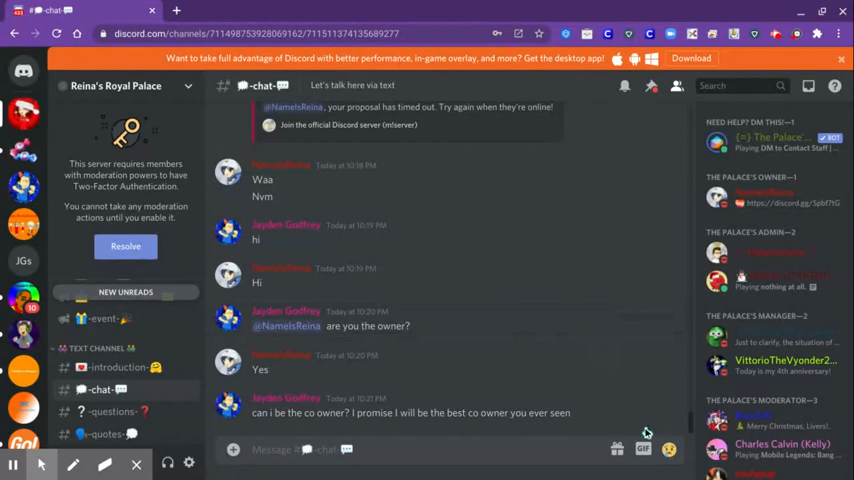 #💭-chat-💬
discord.com/channels/711498753928069162/711511374135689277
Want to take full advantage of Discord with better performance, in-game overlay, and more? Get the desktop app!
Download
Reina's Royal Palace
#💭-chat-💬
Let's talk here via text
Search
This server requires members
with moderation powers to have
Two-Factor Authentication.
You cannot take any moderation
actions until you enable it.
Resolve
NEW UNREADS
-event-
TEXT CHANNEL
-introduction-
-chat-
-questions-
-quotes-
JGs
10
Go!
@NameIsReina, your proposal has timed out. Try again when they're online!
Join the official Discord server (m!server)
NameIsReina Today at 10:18 PM
Waa
Nvm
Jayden Godfrey Today at 10:19 PM
hi
NameIsReina Today at 10:19 PM
Hi
Jayden Godfrey Today at 10:20 PM
@NameIsReina are you the owner?
NameIsReina Today at 10:20 PM
Yes
Jayden Godfrey Today at 10:21 PM
can i be the co owner? I promise I will be the best co owner you ever seen
Message #💭-chat-💬
GIF
NEED HELP? DM THIS!—1
{=} The Palace'... BOT
Playing DM to Contact Staff |...
THE PALACE'S OWNER—1
NameIsReina
https://discord.gg/5pbf7tG
THE PALACE'S ADMIN—2
Playing nothing at all.
THE PALACE'S MANAGER—2
Just to clarify, the situation of ...
VittorioTheVyonder2...
Today is my 4th anniversary!
THE PALACE'S MODERATOR—3
Merry Christmas, Livers!.
Charles Calvin (Kelly)
Playing Mobile Legends: Bang ...